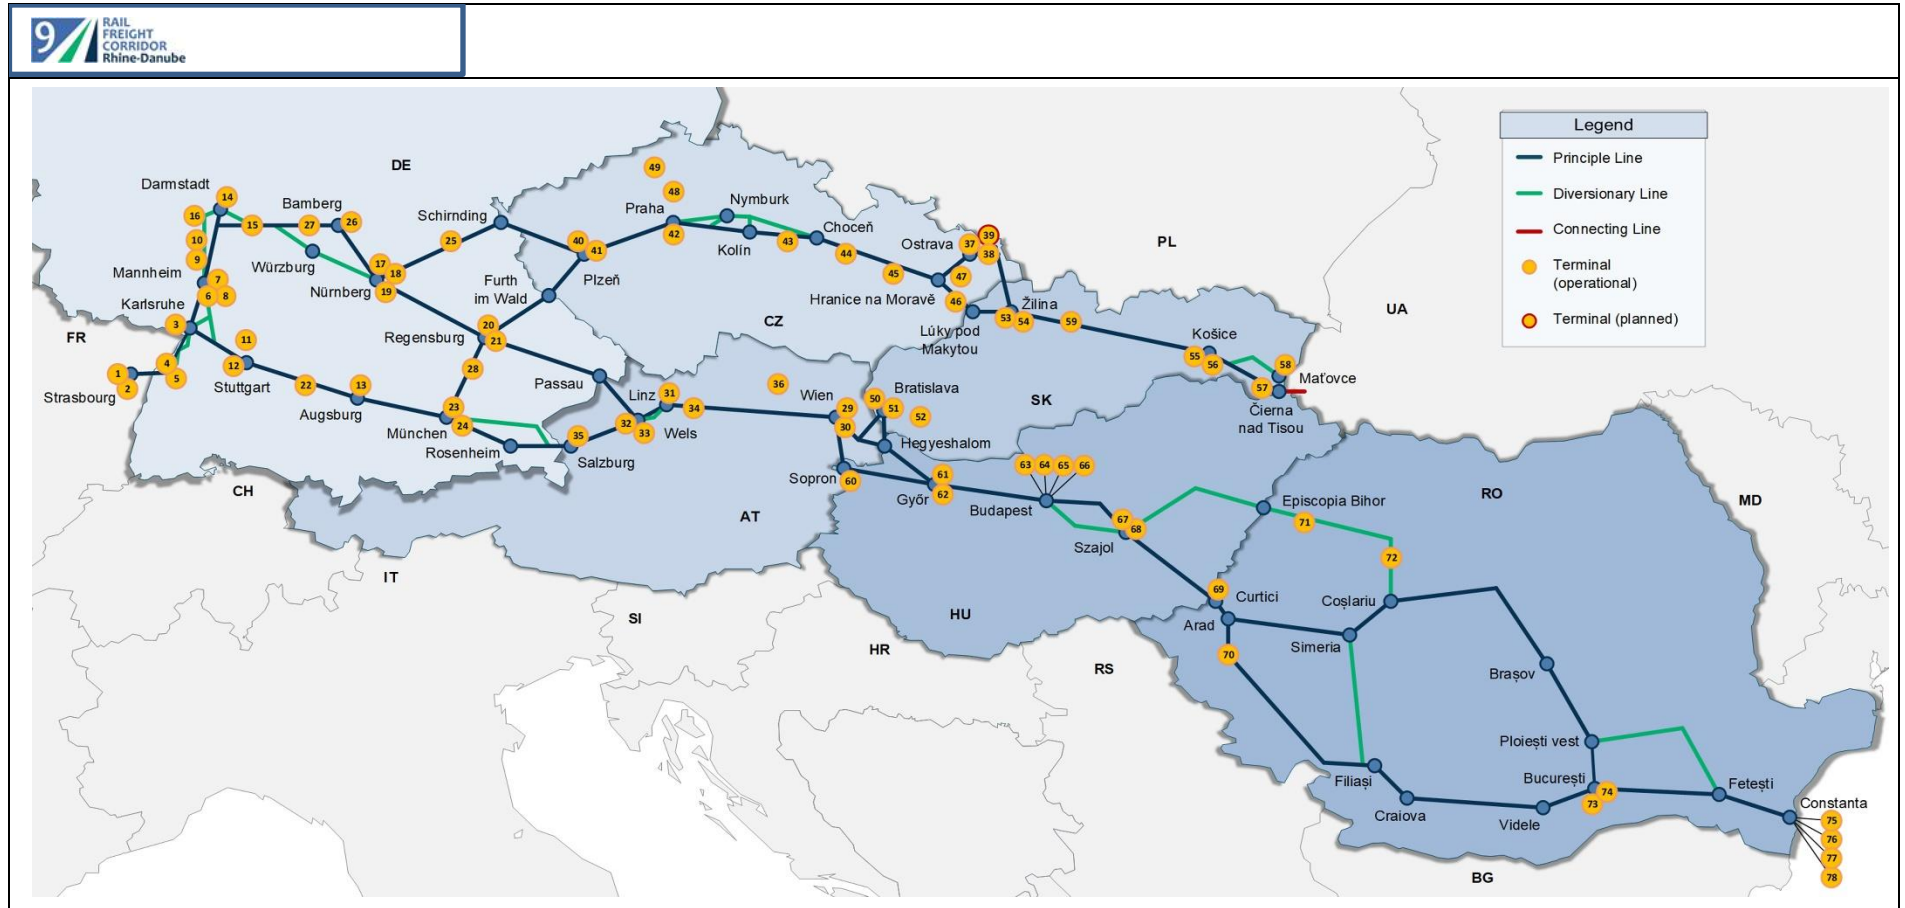 9
RAIL
FREIGHT
CORRIDOR
Rhine-Danube
Legend
Principle Line
Diversionary Line
Connecting Line
Terminal
(operational)
Terminal (planned)
DE
FR
CH
IT
AT
CZ
PL
SK
UA
HU
SI
HR
RS
RO
MD
BG
Darmstadt
14
16
15
Bamberg
27
26
10
9
Mannheim
7
6
8
Würzburg
17
18
19
Nürnberg
25
Schirnding
Karlsruhe
3
11
12
Stuttgart
1
2
Strasbourg
4
5
22
13
Augsburg
28
23
24
München
Rosenheim
Regensburg
20
21
Furth
im Wald
Passau
40
41
Plzeň
49
48
Praha
42
Nymburk
Kolín
43
Choceň
44
45
Hranice na Moravě
Ostrava
37
39
38
47
46
Lúky pod
Makytou
Žilina
53
54
59
Košice
55
56
57
58
Maťovce
Čierna
nad Tisou
35
Salzburg
32
33
Wels
Linz
31
34
36
Wien
29
30
50
Bratislava
51
52
Hegyeshalom
Sopron
60
61
62
Győr
63
64
65
66
Budapest
67
68
Szajol
Episcopia Bihor
71
72
69
Curtici
Arad
70
Simeria
Coșlariu
Brașov
Ploiești vest
București
73
74
Filiași
Craiova
Videle
Fetești
Constanta
75
76
77
78